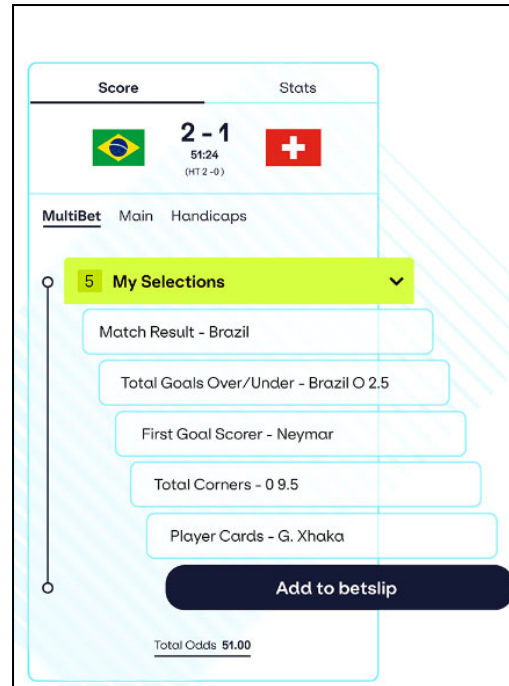 Score Stats
2 - 1
51:24
(HT 2 -0 )
MultiBet Main Handicaps
5 My Selections
Match Result - Brazil
Total Goals Over/Under - Brazil O 2.5
First Goal Scorer - Neymar
Total Corners - 0 9.5
Player Cards - G. Xhaka
Add to betslip
Total Odds 51.00